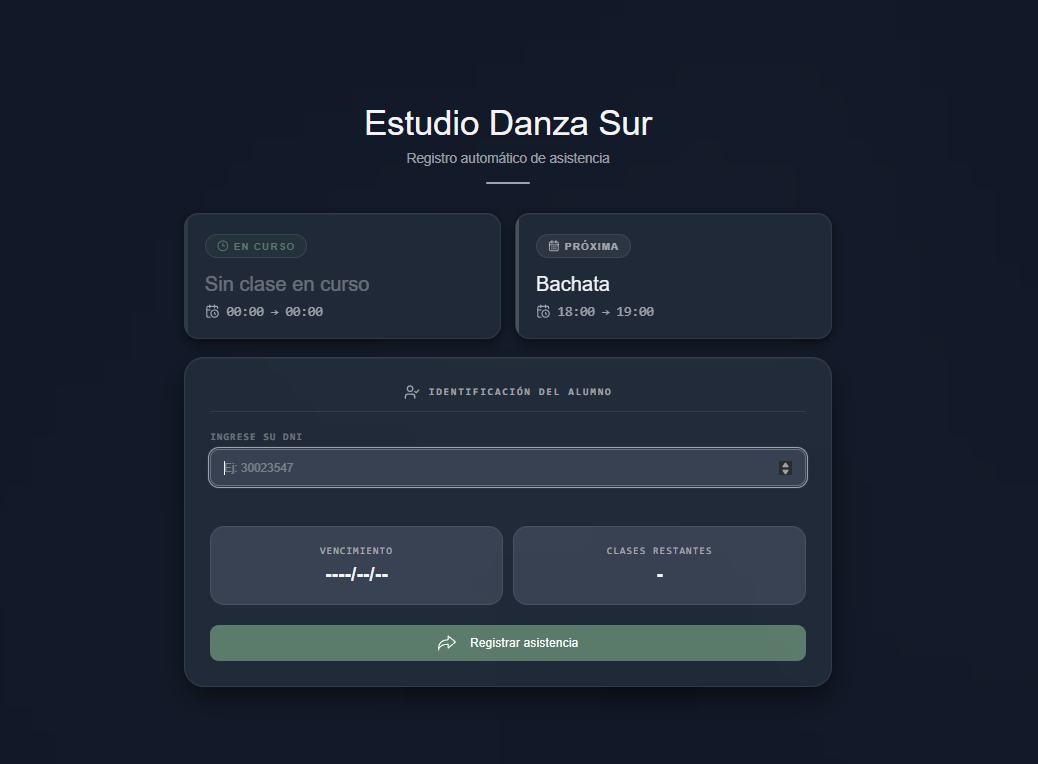 Estudio Danza Sur
Registro automático de asistencia
EN CURSO
Sin clase en curso
00:00 → 00:00
PRÓXIMA
Bachata
18:00 → 19:00
IDENTIFICACIÓN DEL ALUMNO
INGRESE SU DNI
Ej: 30023547
VENCIMIENTO
----/--/--
CLASES RESTANTES
-
Registrar asistencia